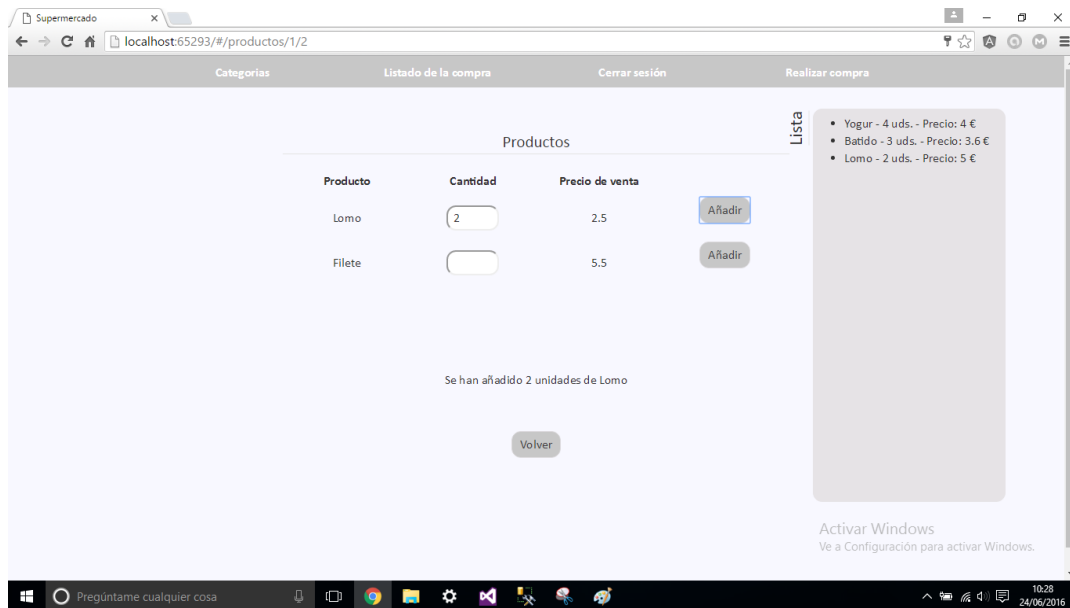 Supermercado
localhost:65293/#/productos/1/2
Categorias Listado de la compra Cerrar sesión Realizar compra
Productos
Producto Cantidad Precio de venta
Lomo 2 2.5 Añadir
Filete 5.5 Añadir
Se han añadido 2 unidades de Lomo
Volver
Lista
Yogur - 4 uds. - Precio: 4 €
Batido - 3 uds. - Precio: 3.6 €
Lomo - 2 uds. - Precio: 5 €
Activar Windows
Ve a Configuración para activar Windows.
Pregúntame cualquier cosa
10:28
24/06/2016